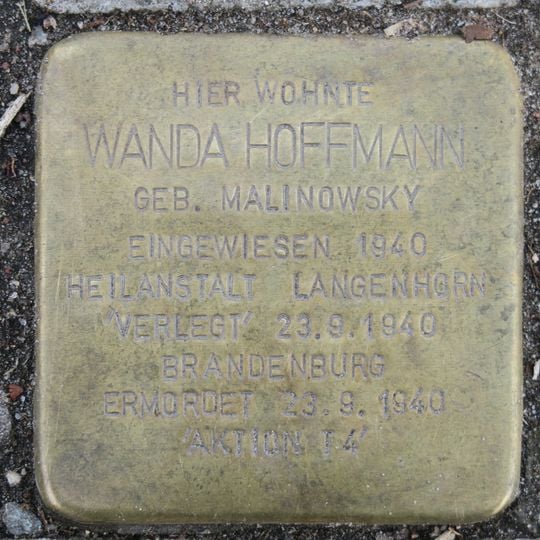 HIER WOHNTE
WANDA HOFFMANN
GEB. MALINOWSKY
EINGEWIESEN 1940
HEILANSTALT LANGENHORN
'VERLEGT' 23.9.1940
BRANDENBURG
ERMORDET 23.9.1940
'AKTION T4'